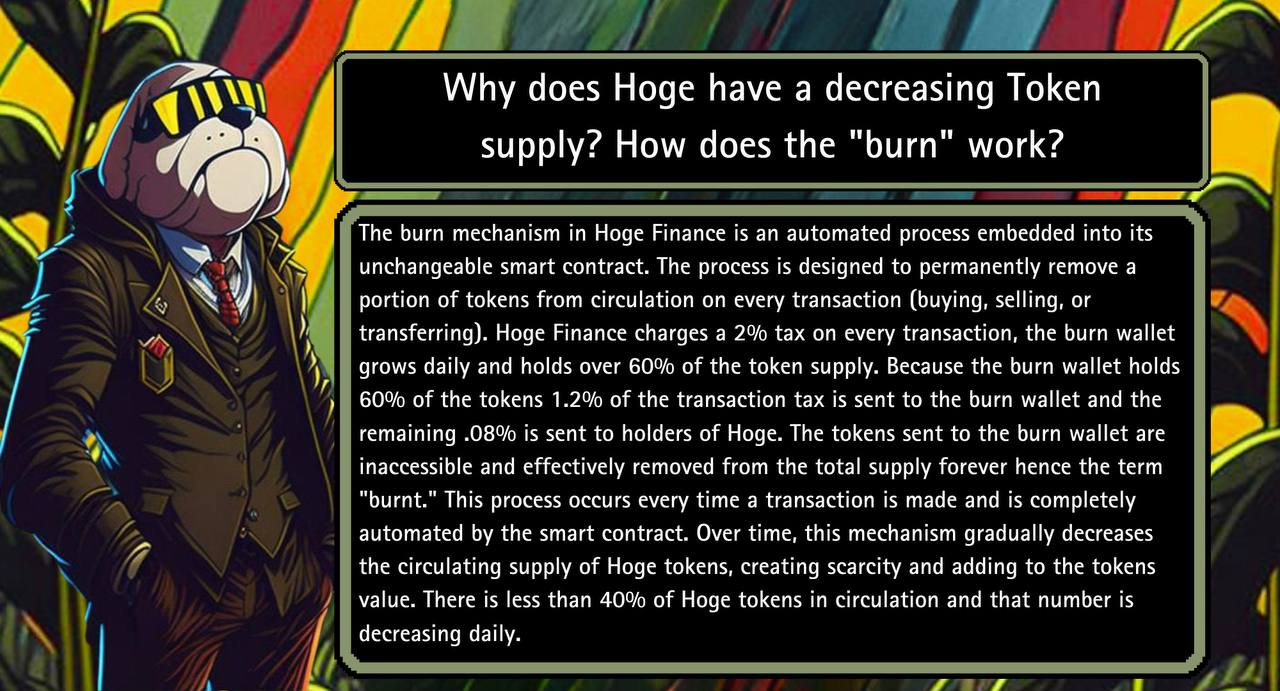 Why does Hoge have a decreasing Token
supply? How does the "burn" work?
The burn mechanism in Hoge Finance is an automated process embedded into its
unchangeable smart contract. The process is designed to permanently remove a
portion of tokens from circulation on every transaction (buying, selling, or
transferring). Hoge Finance charges a 2% tax on every transaction, the burn wallet
grows daily and holds over 60% of the token supply. Because the burn wallet holds
60% of the tokens 1.2% of the transaction tax is sent to the burn wallet and the
remaining .08% is sent to holders of Hoge. The tokens sent to the burn wallet are
inaccessible and effectively removed from the total supply forever hence the term
"burnt." This process occurs every time a transaction is made and is completely
automated by the smart contract. Over time, this mechanism gradually decreases
the circulating supply of Hoge tokens, creating scarcity and adding to the tokens
value. There is less than 40% of Hoge tokens in circulation and that number is
decreasing daily.